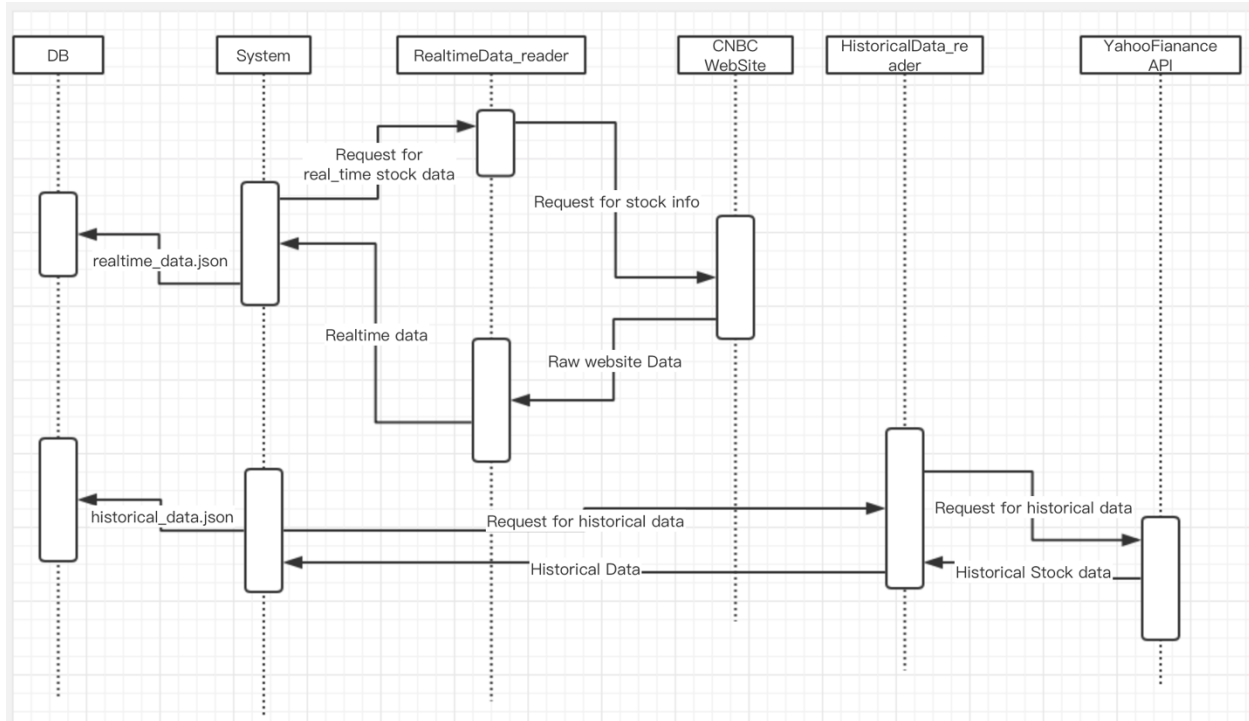 DB
System
RealtimeData_reader
CNBC
WebSite
HistoricalData_re
ader
YahooFianance
API
Request for
real_time stock data
Request for stock info
realtime_data.json
Realtime data
Raw website Data
historical_data.json
Request for historical data
Request for historical data
Historical Data
Historical Stock data